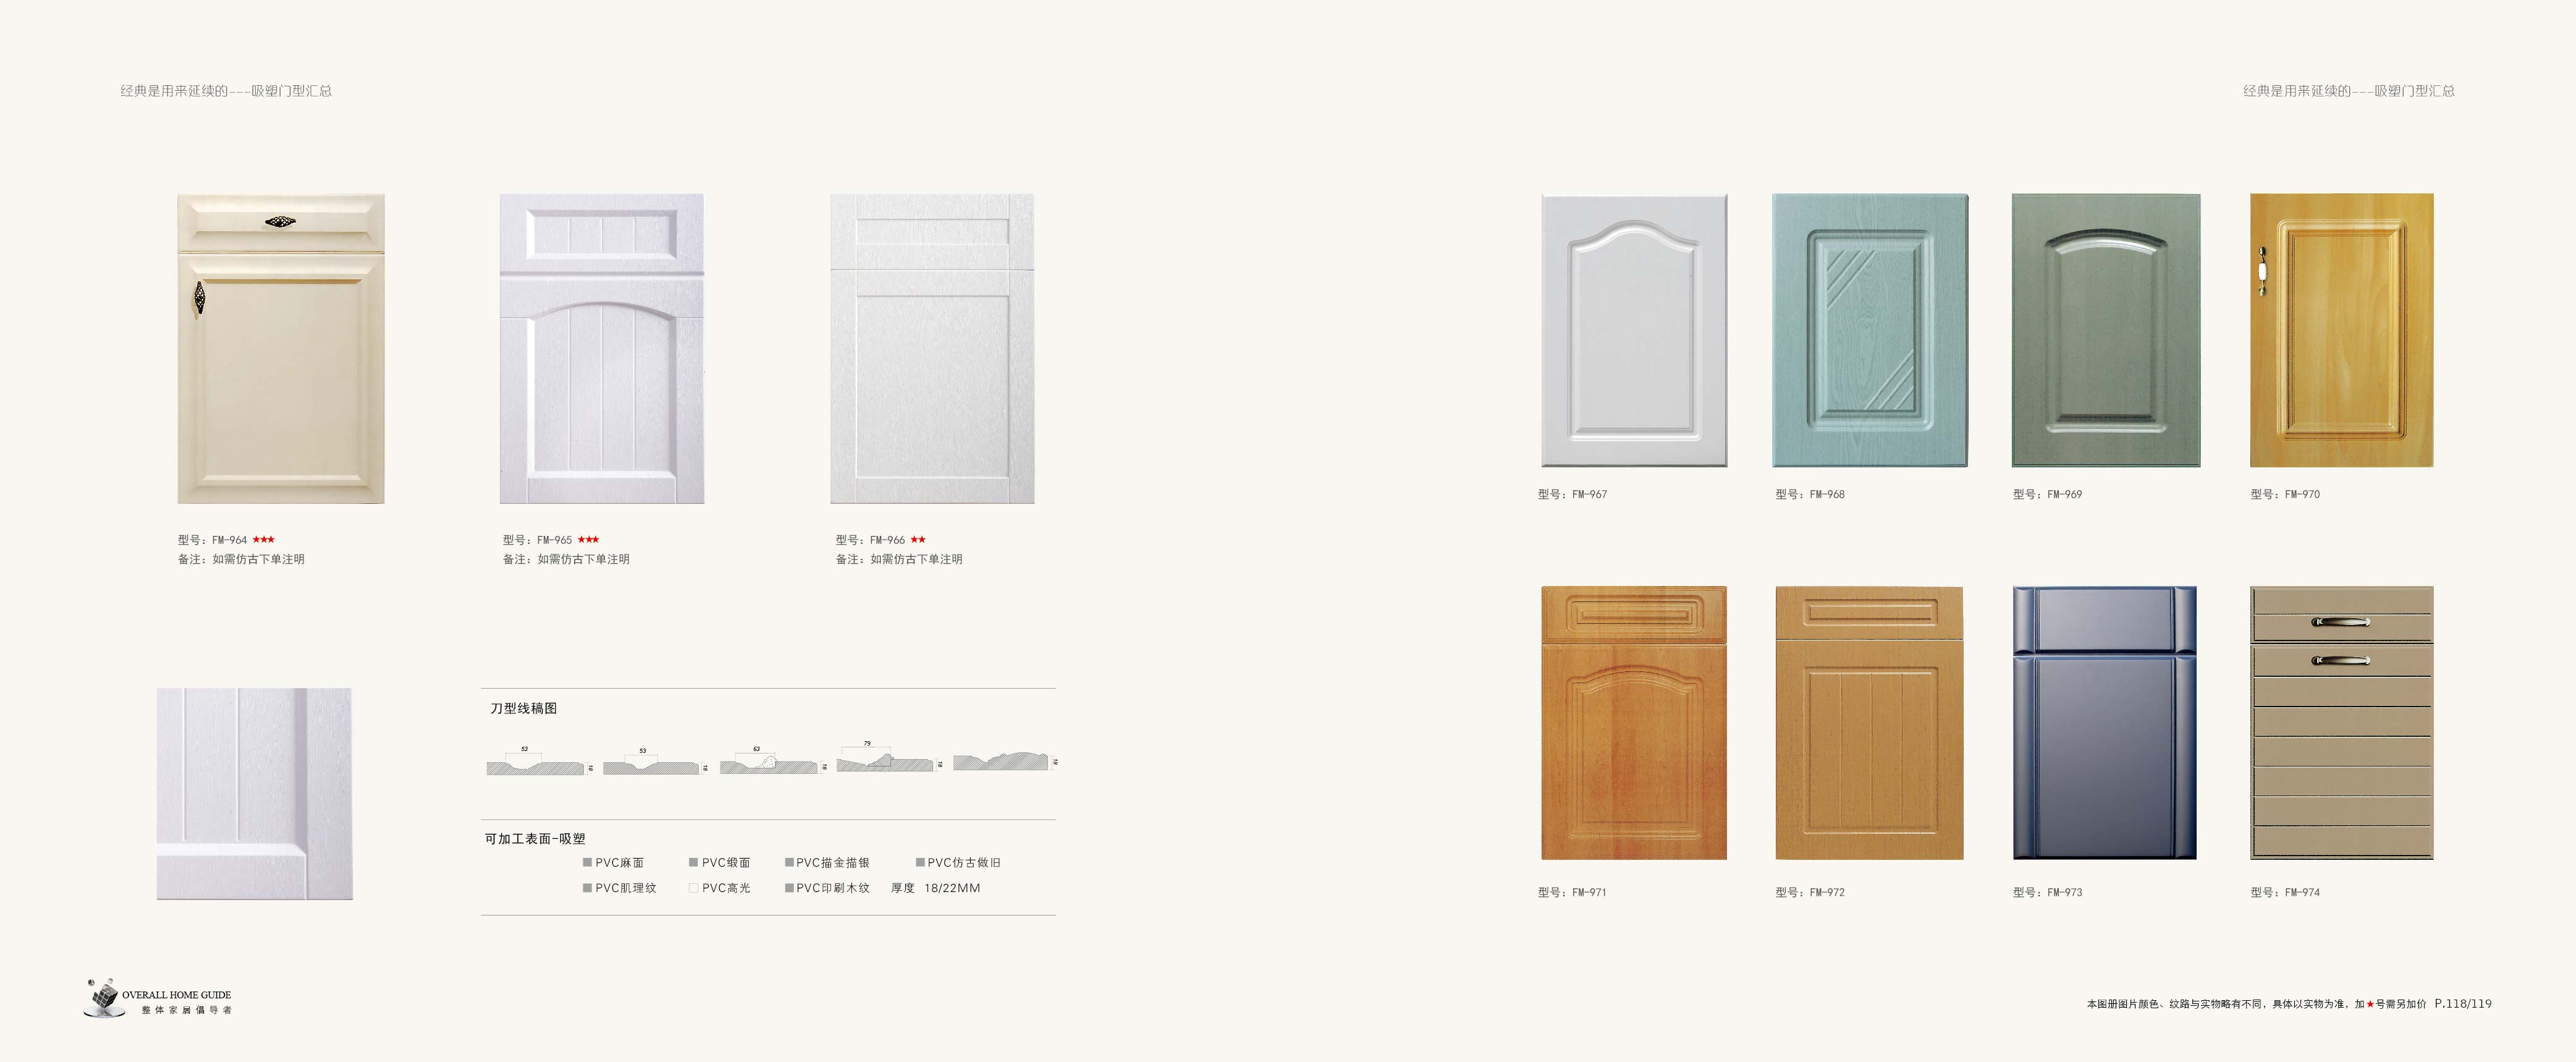 经典是用来延续的---吸塑门型汇总
经典是用来延续的---吸塑门型汇总
型号：FM-964 ★★★
备注：如需仿古下单注明
型号：FM-965 ★★★
备注：如需仿古下单注明
型号：FM-966 ★★
备注：如需仿古下单注明
刀型线稿图
53 18
53 18
63 18
79 18
18
可加工表面-吸塑
PVC麻面 PVC缎面 PVC描金描银 PVC仿古做旧
PVC肌理纹 PVC高光 PVC印刷木纹 厚度 18/22MM
OVERALL HOME GUIDE
整体家居倡导者
型号：FM-967
型号：FM-968
型号：FM-969
型号：FM-970
型号：FM-971
型号：FM-972
型号：FM-973
型号：FM-974
本图册图片颜色、纹路与实物略有不同，具体以实物为准，加★号需另加价 P.118/119